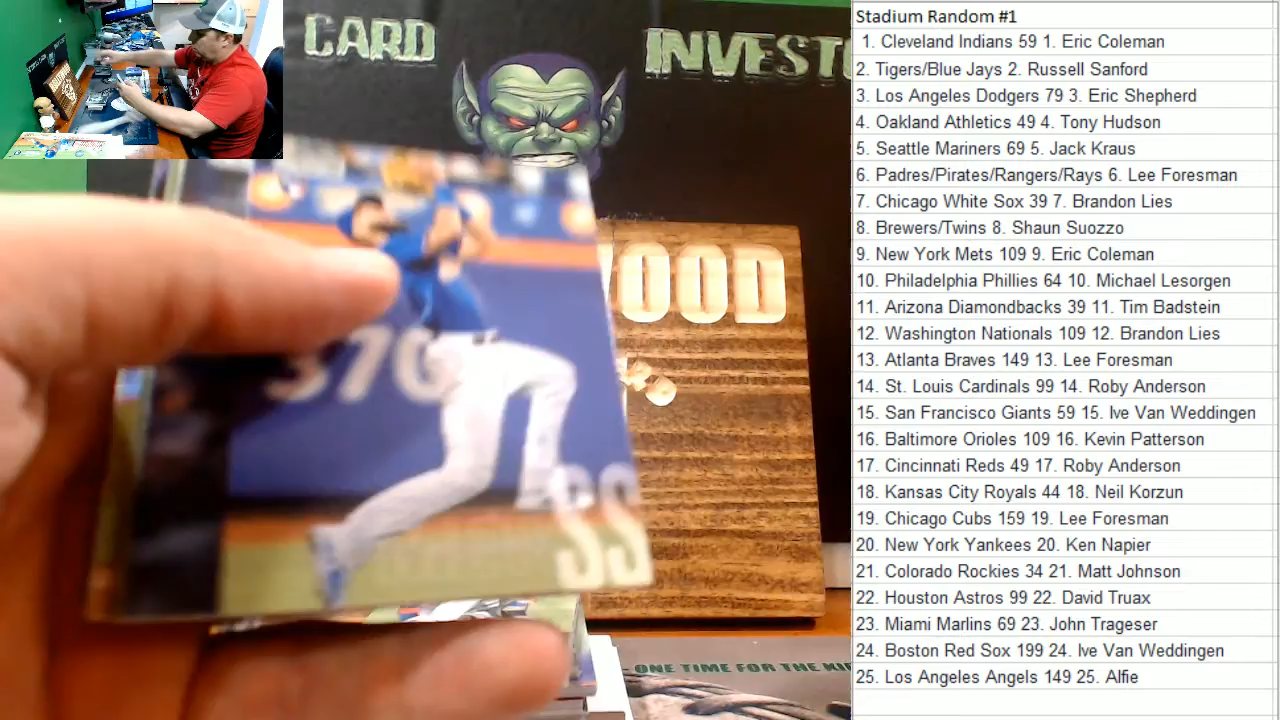 CARD
INVEST
OOD
370
SS
- ONE TIME FOR THE KI
Stadium Random #1
1. Cleveland Indians 59 1. Eric Coleman
2. Tigers/Blue Jays 2. Russell Sanford
3. Los Angeles Dodgers 79 3. Eric Shepherd
4. Oakland Athletics 49 4. Tony Hudson
5. Seattle Mariners 69 5. Jack Kraus
6. Padres/Pirates/Rangers/Rays 6. Lee Foresman
7. Chicago White Sox 39 7. Brandon Lies
8. Brewers/Twins 8. Shaun Suozzo
9. New York Mets 109 9. Eric Coleman
10. Philadelphia Phillies 64 10. Michael Lesorgen
11. Arizona Diamondbacks 39 11. Tim Badstein
12. Washington Nationals 109 12. Brandon Lies
13. Atlanta Braves 149 13. Lee Foresman
14. St. Louis Cardinals 99 14. Roby Anderson
15. San Francisco Giants 59 15. Ive Van Weddingen
16. Baltimore Orioles 109 16. Kevin Patterson
17. Cincinnati Reds 49 17. Roby Anderson
18. Kansas City Royals 44 18. Neil Korzun
19. Chicago Cubs 159 19. Lee Foresman
20. New York Yankees 20. Ken Napier
21. Colorado Rockies 34 21. Matt Johnson
22. Houston Astros 99 22. David Truax
23. Miami Marlins 69 23. John Trageser
24. Boston Red Sox 199 24. Ive Van Weddingen
25. Los Angeles Angels 149 25. Alfie